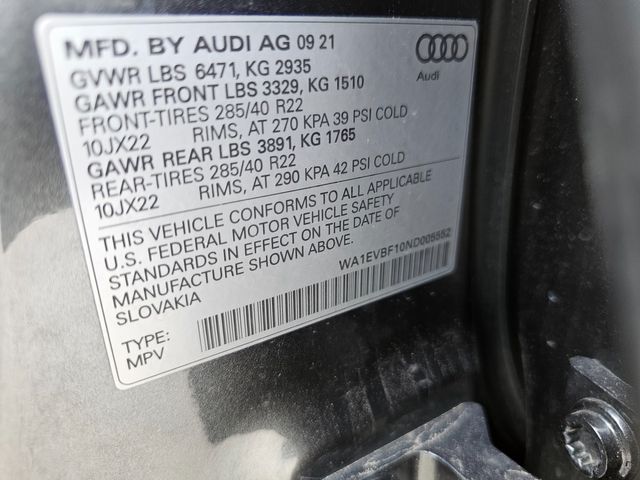 MFD. BY AUDI AG 09 21
GVWR LBS 6471, KG 2935
GAWR FRONT LBS 3329, KG 1510
FRONT-TIRES 285/40 R22
10JX22 RIMS, AT 270 KPA 39 PSI COLD
GAWR REAR LBS 3891, KG 1765
REAR-TIRES 285/40 R22
10JX22 RIMS, AT 290 KPA 42 PSI COLD
Audi
THIS VEHICLE CONFORMS TO ALL APPLICABLE
U.S. FEDERAL MOTOR VEHICLE SAFETY
STANDARDS IN EFFECT ON THE DATE OF
MANUFACTURE SHOWN ABOVE.
SLOVAKIA
WA1EVBF10ND005552
TYPE:
MPV